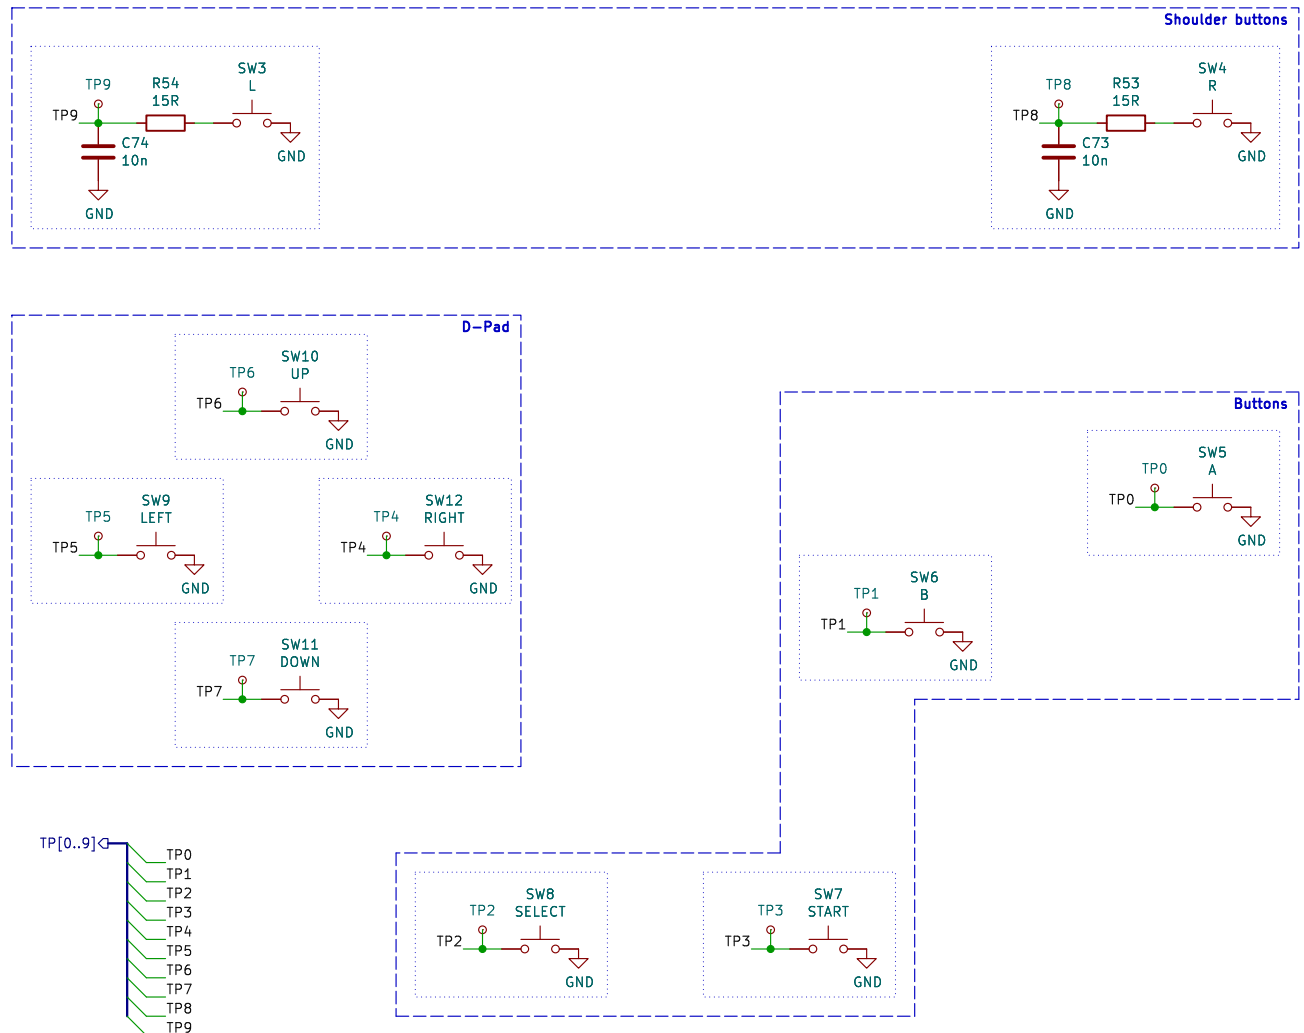 Shoulder buttons
SW3
L
TP9
R54
15R
TP9
C74
10n
GND
GND
SW4
R
TP8
R53
15R
TP8
C73
10n
GND
GND
D-Pad
SW10
UP
TP6
TP6
GND
SW9
LEFT
TP5
TP5
GND
SW12
RIGHT
TP4
TP4
GND
SW11
DOWN
TP7
TP7
GND
Buttons
SW5
A
TP0
TP0
GND
SW6
B
TP1
TP1
GND
SW8
SELECT
TP2
TP2
GND
SW7
START
TP3
TP3
GND
TP[0..9]
TP0
TP1
TP2
TP3
TP4
TP5
TP6
TP7
TP8
TP9